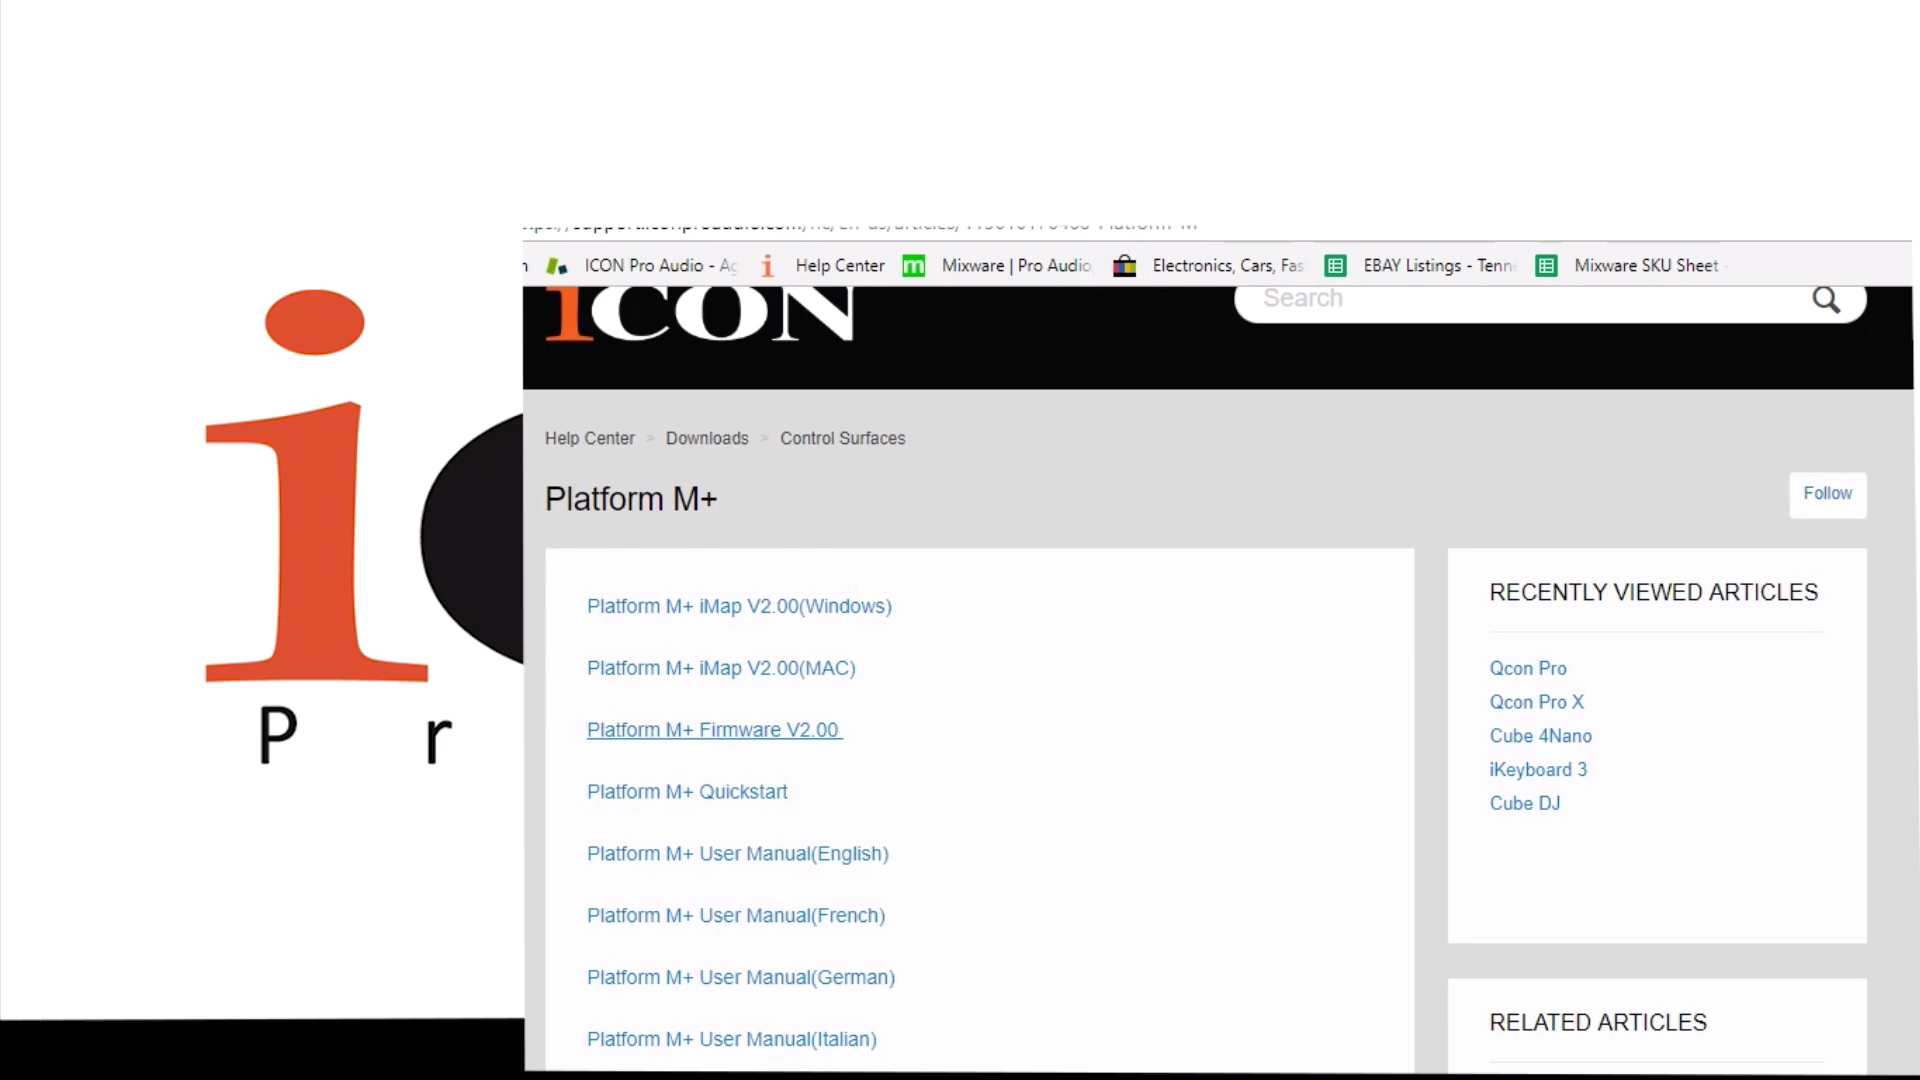 ICON Pro Audio - Ag
Help Center
Mixware | Pro Audio
Electronics, Cars, Fas
EBAY Listings - Tenn
Mixware SKU Sheet -
iCON
Search
Help Center > Downloads > Control Surfaces
Platform M+
Follow
Platform M+ iMap V2.00(Windows)
Platform M+ iMap V2.00(MAC)
Platform M+ Firmware V2.00
Platform M+ Quickstart
Platform M+ User Manual(English)
Platform M+ User Manual(French)
Platform M+ User Manual(German)
Platform M+ User Manual(Italian)
RECENTLY VIEWED ARTICLES
Qcon Pro
Qcon Pro X
Cube 4Nano
iKeyboard 3
Cube DJ
RELATED ARTICLES
i
P r